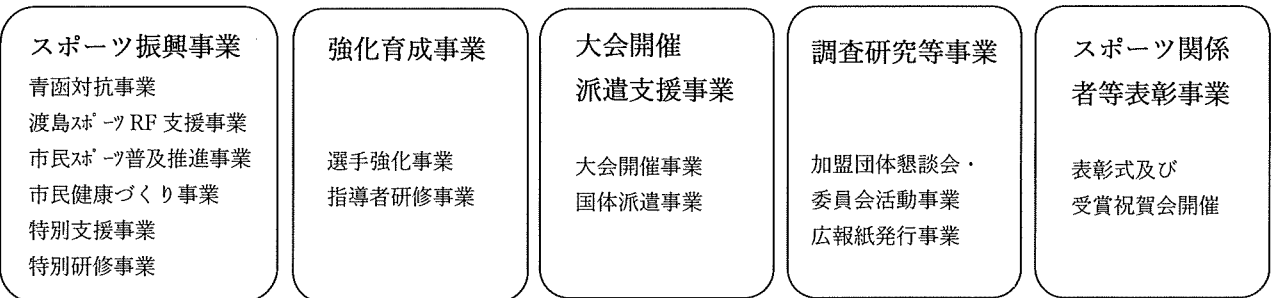 スポーツ振興事業
青函対抗事業
渡島ｽﾎﾟｰﾂ RF 支援事業
市民ｽﾎﾟｰﾂ普及推進事業
市民健康づくり事業
特別支援事業
特別研修事業
強化育成事業
選手強化事業
指導者研修事業
大会開催
派遣支援事業
大会開催事業
国体派遣事業
調査研究等事業
加盟団体懇談会・
委員会活動事業
広報紙発行事業
スポーツ関係
者等表彰事業
表彰式及び
受賞祝賀会開催